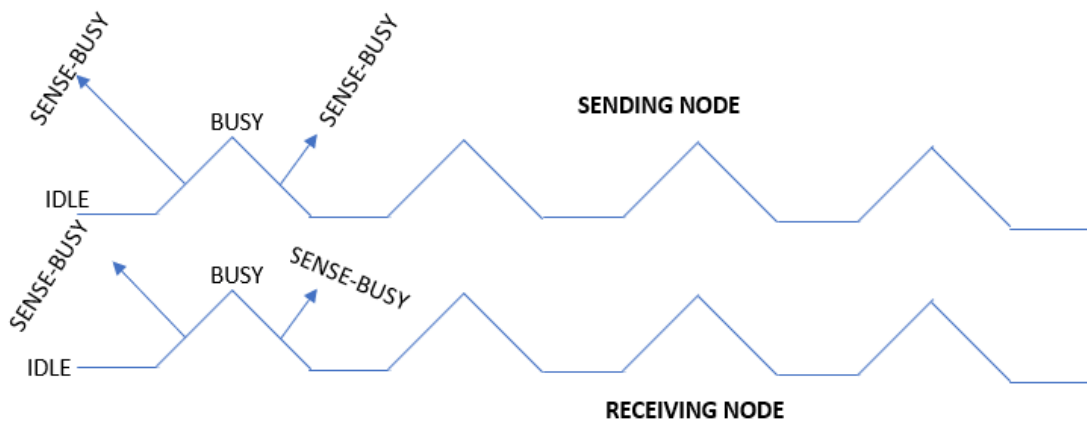 SENSE-BUSY
SENSE-BUSY
SENDING NODE
BUSY
IDLE
SENSE-BUSY
BUSY
SENSE-BUSY
IDLE
RECEIVING NODE